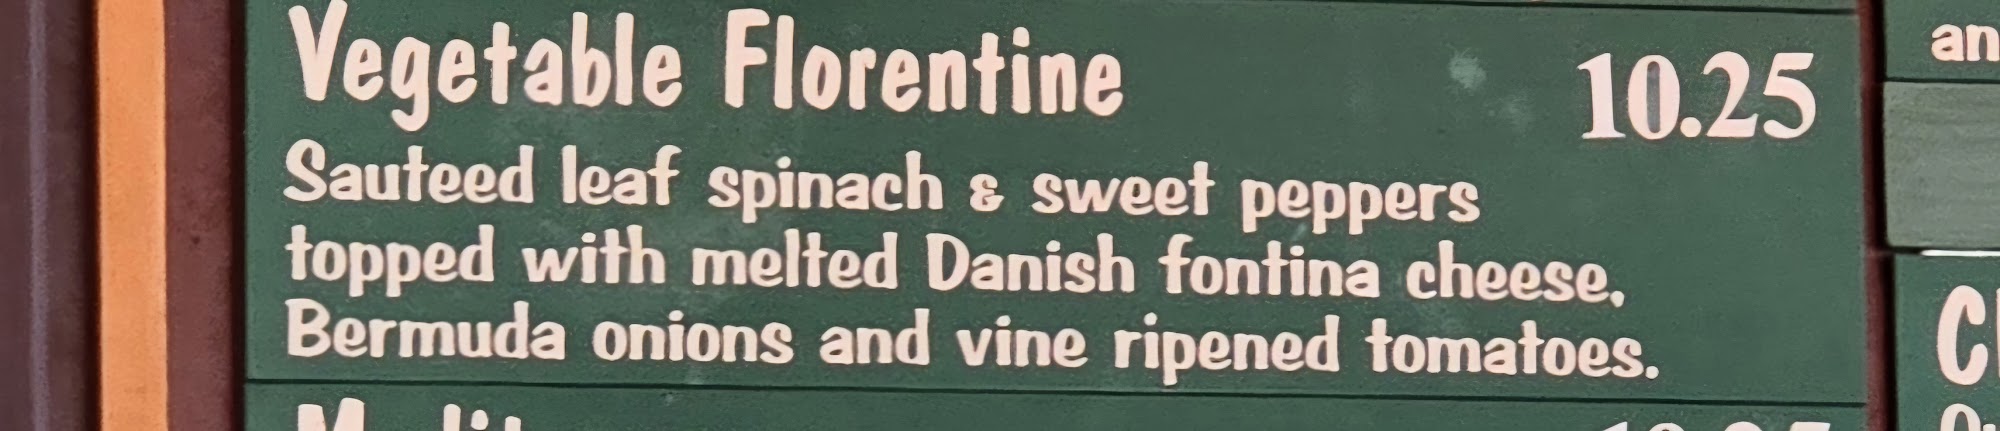 Vegetable Florentine 10.25
Sauteed leaf spinach & sweet peppers
topped with melted Danish fontina cheese,
Bermuda onions and vine ripened tomatoes.
an